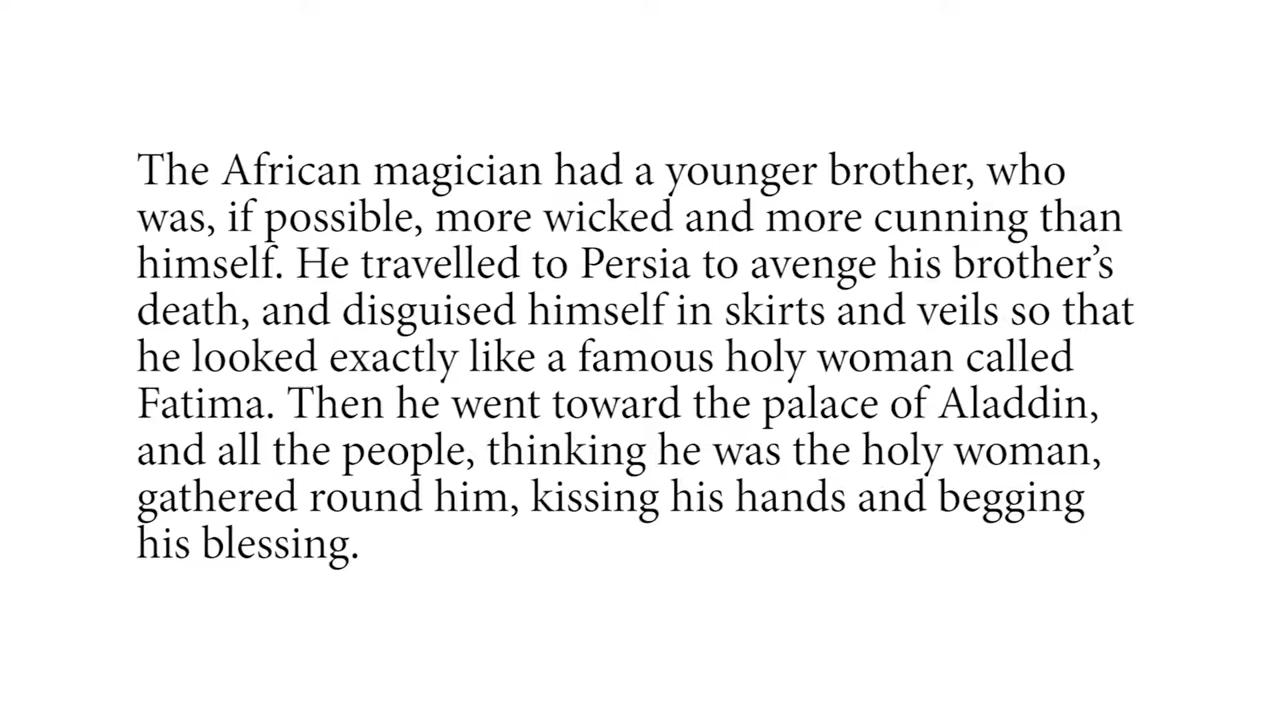 The African magician had a younger brother, who
was, if possible, more wicked and more cunning than
himself. He travelled to Persia to avenge his brother’s
death, and disguised himself in skirts and veils so that
he looked exactly like a famous holy woman called
Fatima. Then he went toward the palace of Aladdin,
and all the people, thinking he was the holy woman,
gathered round him, kissing his hands and begging
his blessing.